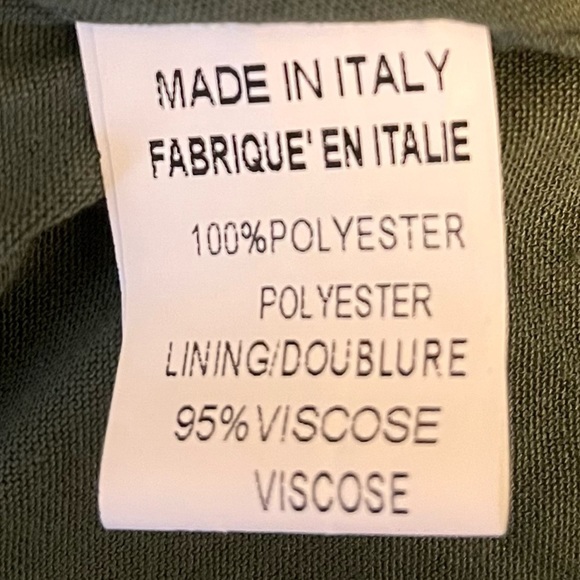 MADE IN ITALY
FABRIQUE' EN ITALIE
100%POLYESTER
POLYESTER
LINING/DOUBLURE
95%VISCOSE
VISCOSE